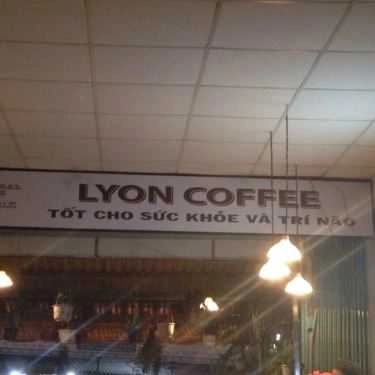 LYON COFFEE
TỐT CHO SỨC KHỎE VÀ TRÍ NÃO